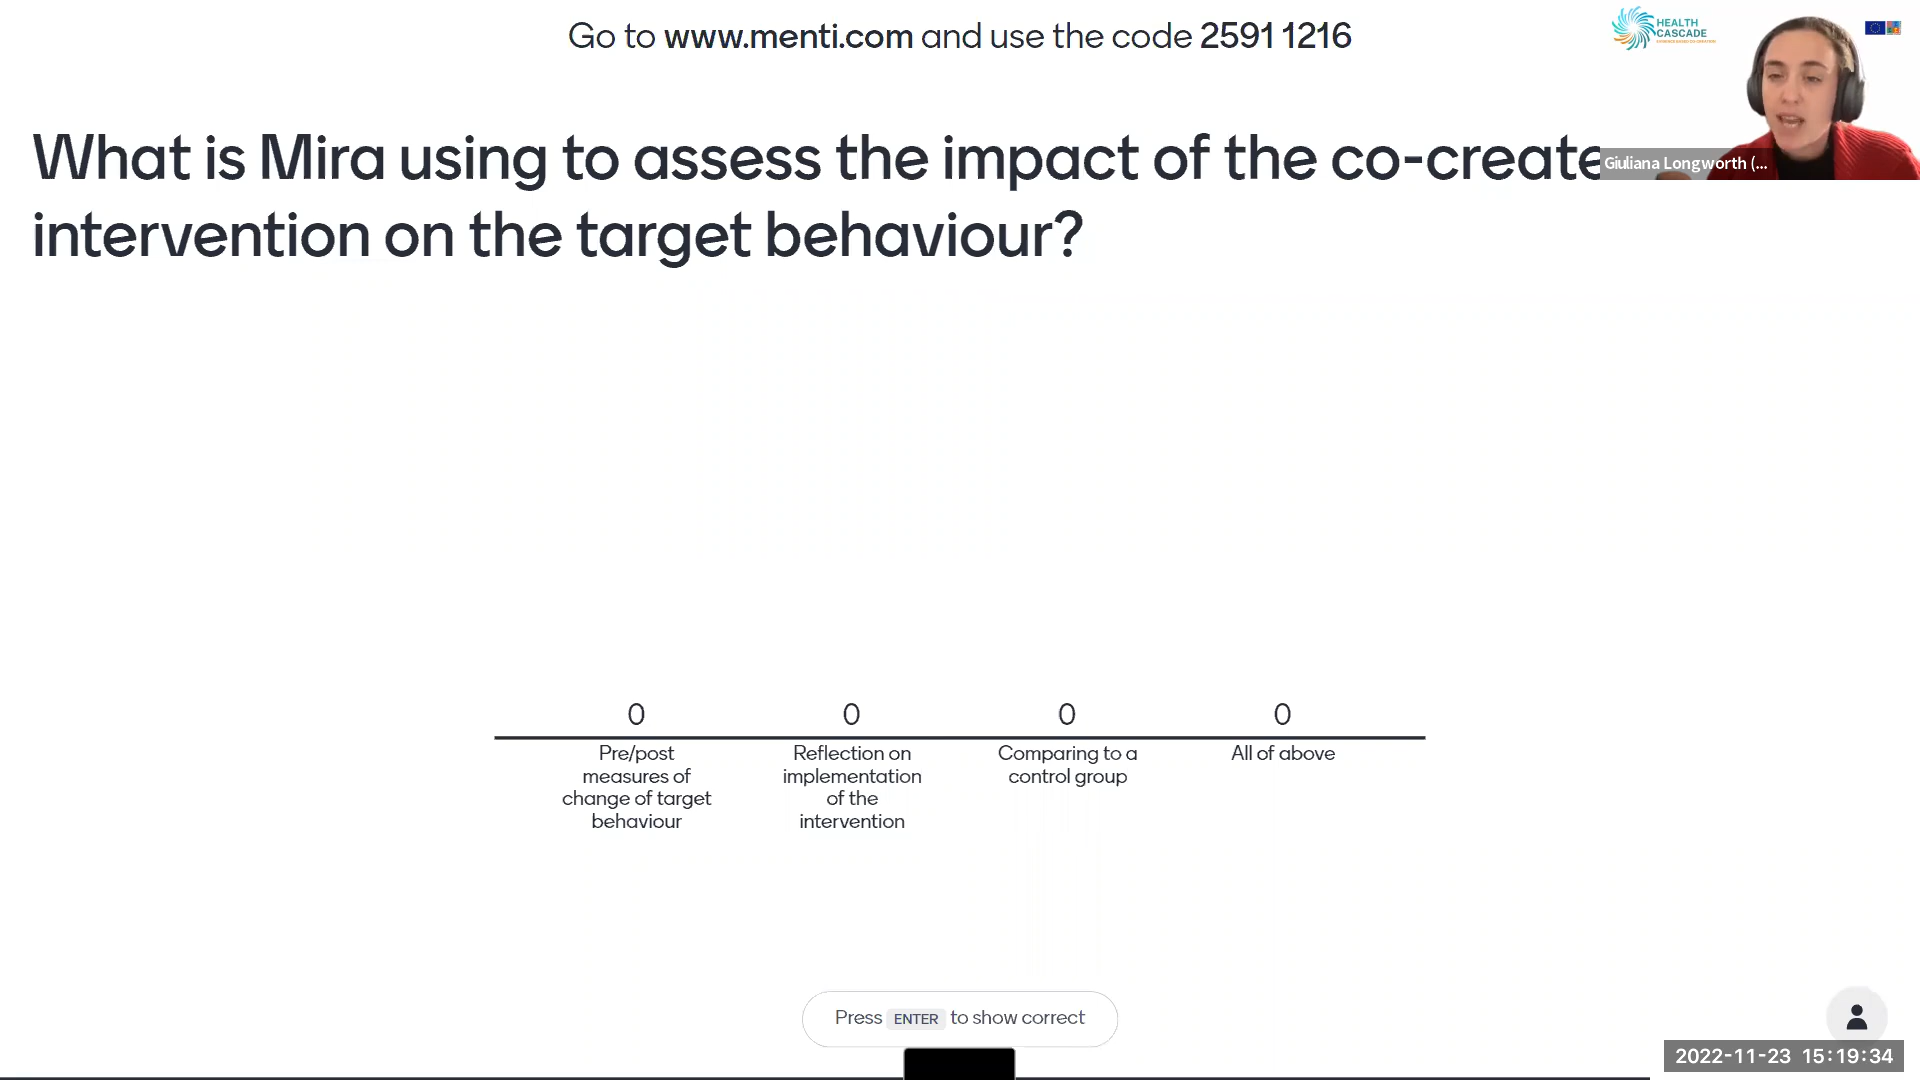 Go to www.menti.com and use the code 2591 1216
HEALTH
CASCADE
What is Mira using to assess the impact of the co-create
Giuliana Longworth (...
intervention on the target behaviour?
0 0 0 0
Pre/post
measures of
change of target
behaviour
Reflection on
implementation
of the
intervention
Comparing to a
control group
All of above
Press ENTER to show correct
2022-11-23 15:19:34